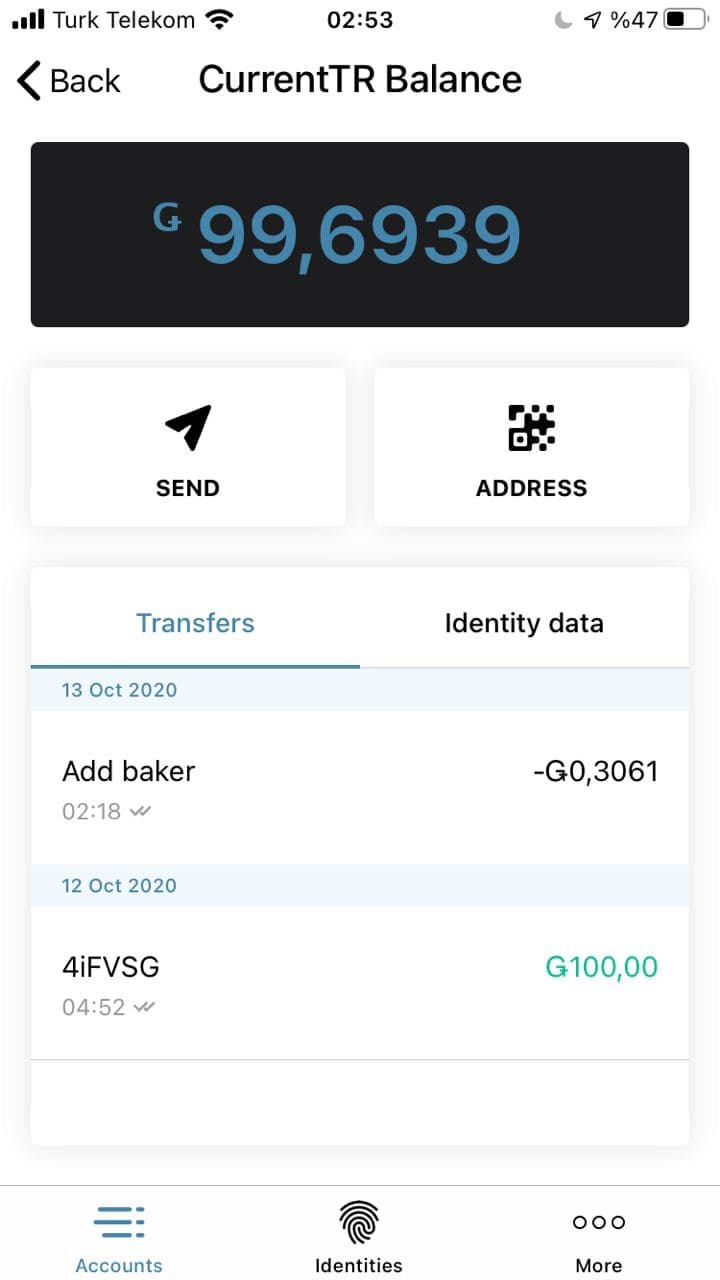 Turk Telekom 02:53 %47
Back CurrentTR Balance
Ǥ 99,6939
SEND ADDRESS
Transfers Identity data
13 Oct 2020
Add baker -Ǥ0,3061
02:18
12 Oct 2020
4iFVSG Ǥ100,00
04:52
Accounts Identities More